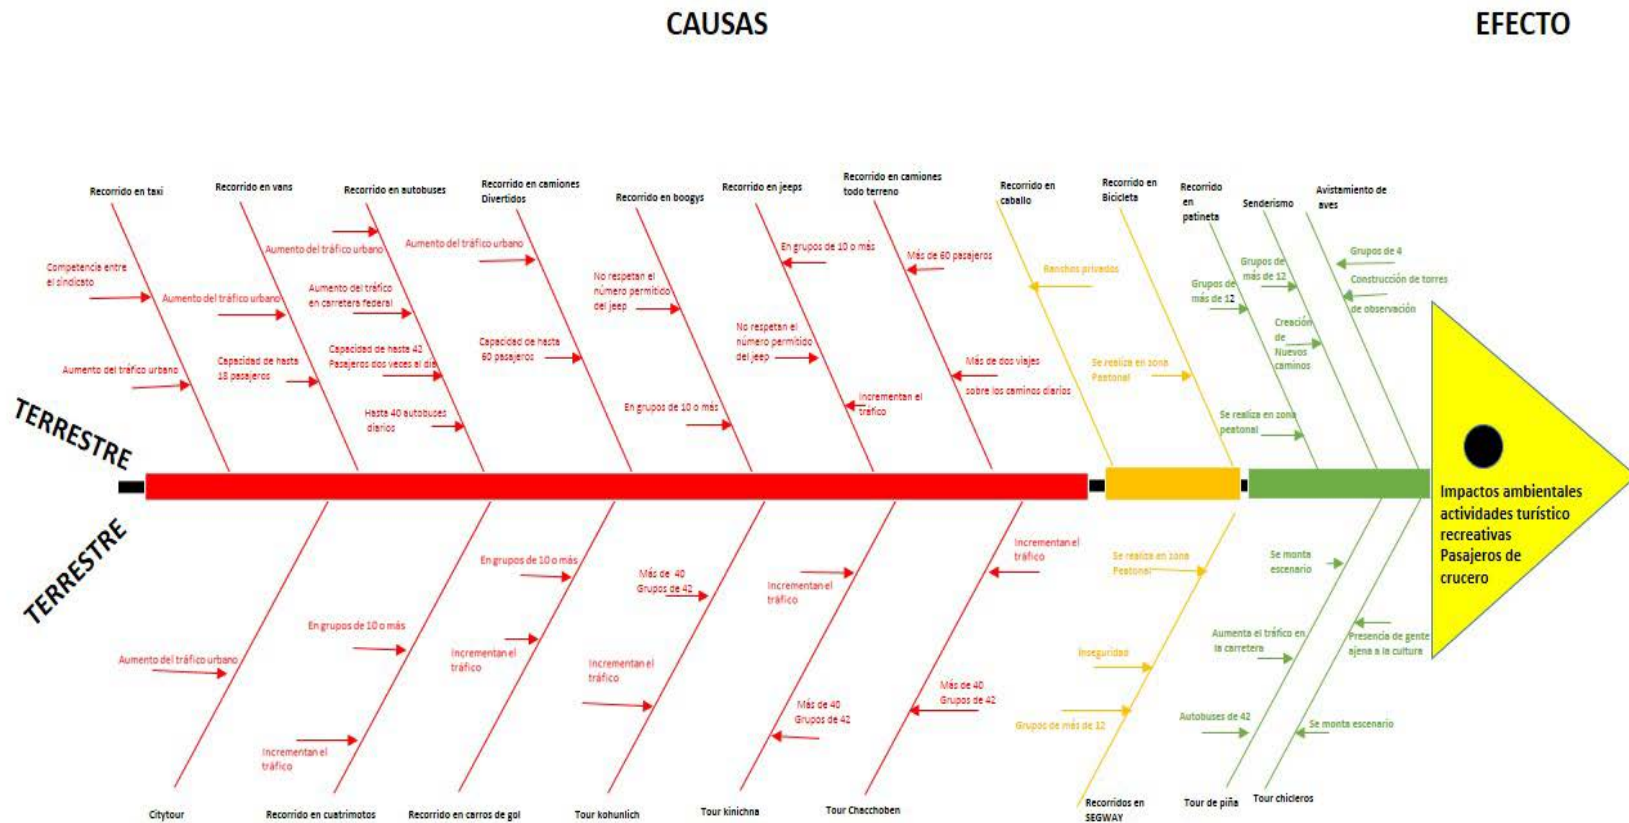 CAUSAS
EFECTO
Recorrido en taxi
Recorrido en vans
Recorrido en autobuses
Recorrido en camiones
Divertidos
Recorrido en boogys
Recorrido en jeeps
Recorrido en camiones
todo terreno
Recorrido en
caballo
Recorrido en
Bicicleta
Recorrido
en
patineta
Senderismo
Avistamiento de
aves
Competencia entre
el sindicato
Aumento del tráfico urbano
Aumento del tráfico urbano
Capacidad de hasta
18 pasajeros
Aumento del tráfico urbano
Aumento del tráfico
en carretera federal
Capacidad de hasta 42
Pasajeros dos veces al día
Hasta 40 autobuses
diarios
Aumento del tráfico urbano
Capacidad de hasta
60 pasajeros
No respetan el
número permitido
del jeep
En grupos de 10 o más
En grupos de 10 o más
No respetan el
número permitido
del jeep
Incrementan el
tráfico
Más de 60 pasajeros
Más de dos viajes
sobre los caminos diarios
Ranchos privados
Se realiza en zona
Peatonal
Grupos de
más de 12
Se realiza en zona
peatonal
Grupos de
más de 12
Creación
de
Nuevos
caminos
Grupos de 4
Construcción de torres
de observación
TERRESTRE
TERRESTRE
Impactos ambientales
actividades turístico
recreativas
Pasajeros de
crucero
Aumento del tráfico urbano
En grupos de 10 o más
Incrementan el
tráfico
En grupos de 10 o más
Incrementan el
tráfico
Más de 40
Grupos de 42
Incrementan el
tráfico
Incrementan el
tráfico
Más de 40
Grupos de 42
Incrementan el
tráfico
Más de 40
Grupos de 42
Se realiza en zona
Peatonal
Inseguridad
Grupos de más de 12
Se monta
escenario
Aumenta el tráfico en
la carretera
Autobuses de 42
Presencia de gente
ajena a la cultura
Se monta escenario
Citytour
Recorrido en cuatrimotos
Recorrido en carros de gol
Tour kohunlich
Tour kinichna
Tour Chacchoben
Recorridos en
SEGWAY
Tour de piña
Tour chicleros